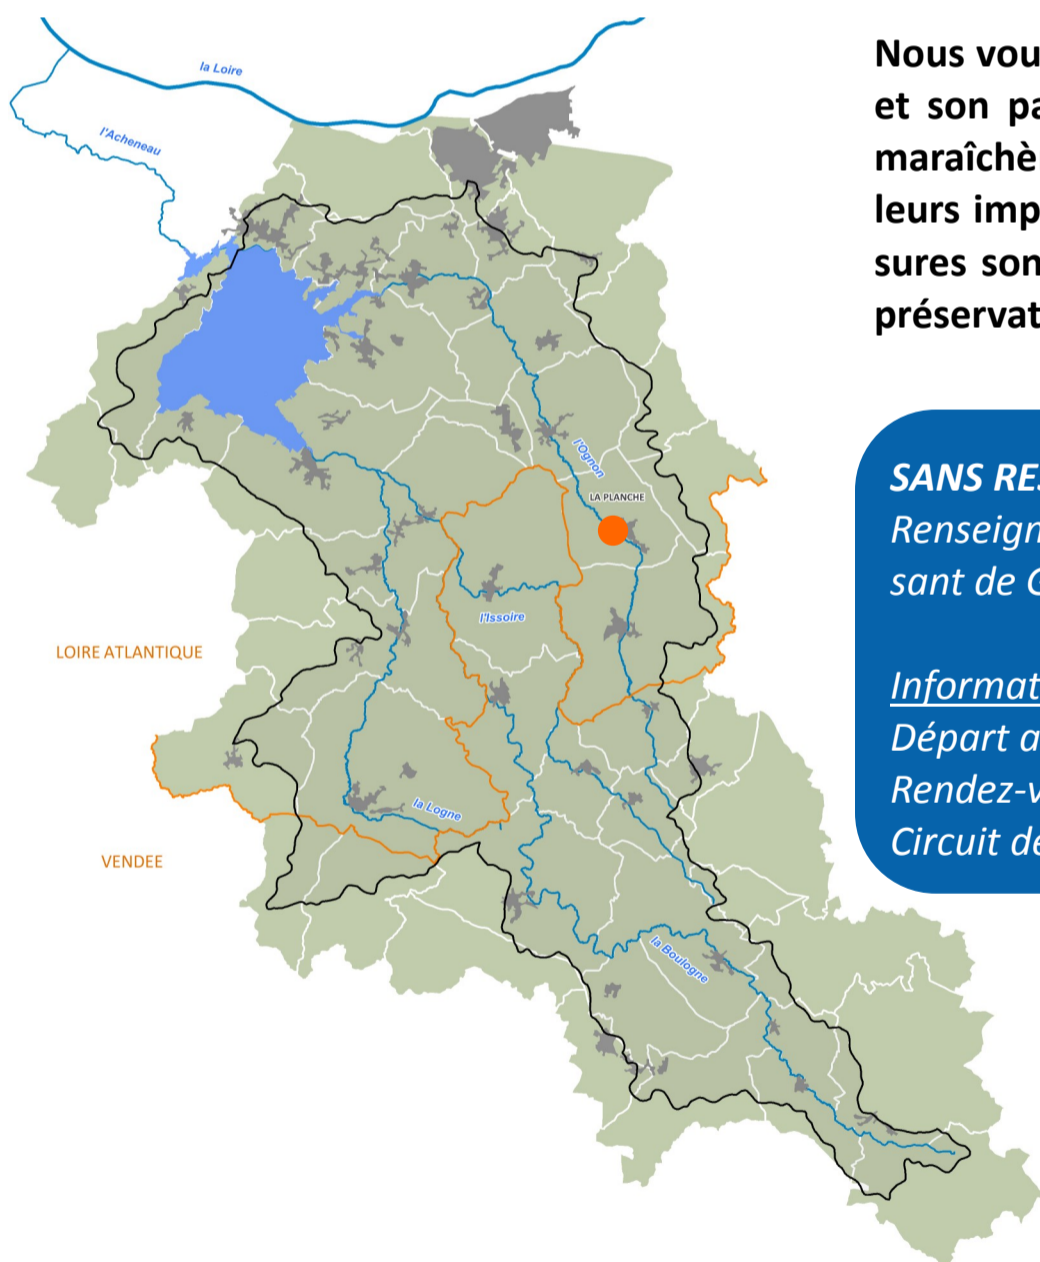 la Loire
l'Acheneau
l'Ognon
LA PLANCHE
l'Issoire
LOIRE ATLANTIQUE
la Logne
VENDEE
la Boulogne
Nous vou
et son pa
maraîchè
leurs imp
sures son
préservat
SANS RES
Renseign
sant de G
Informat
Départ a
Rendez-v
Circuit de